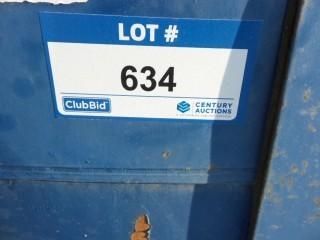 LOT #
634
ClubBid
CENTURY
AUCTIONS